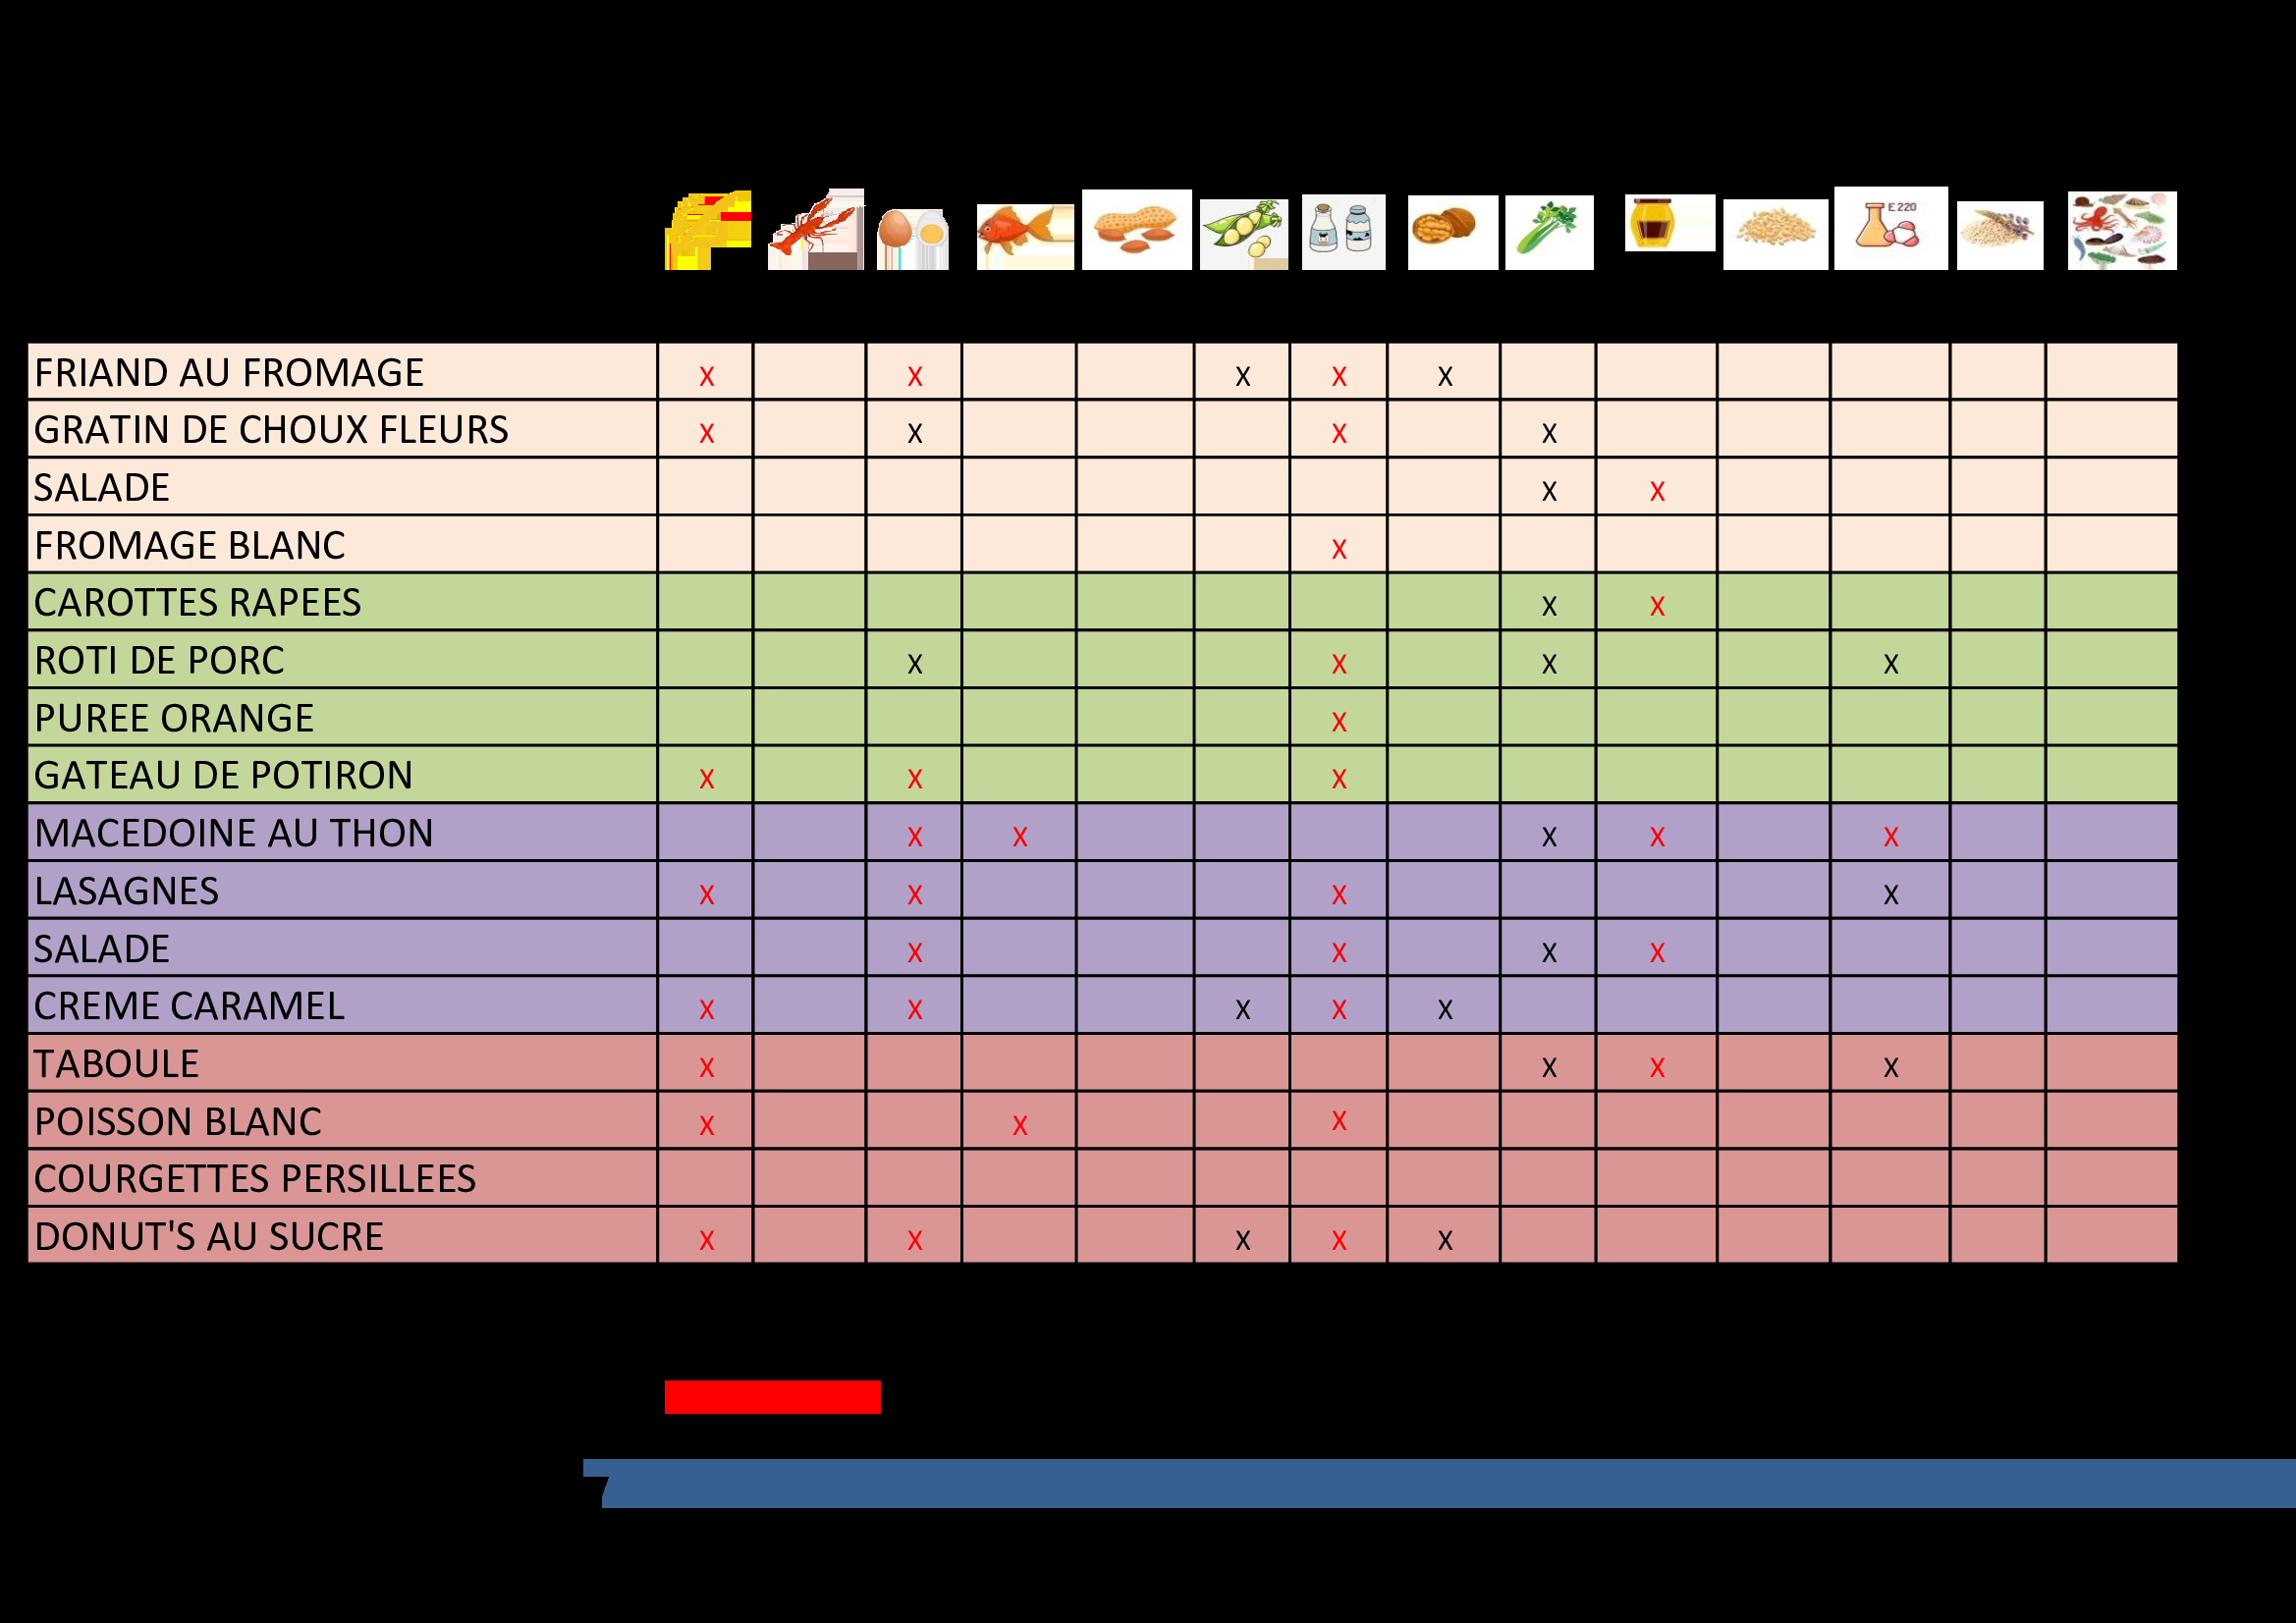 E 220
FRIAND AU FROMAGE X X X X X
GRATIN DE CHOUX FLEURS X X X X
SALADE X X
FROMAGE BLANC X
CAROTTES RAPEES X X
ROTI DE PORC X X X X
PUREE ORANGE X
GATEAU DE POTIRON X X X
MACEDOINE AU THON X X X X X
LASAGNES X X X X
SALADE X X X X
CREME CARAMEL X X X X X
TABOULE X X X X
POISSON BLANC X X X
COURGETTES PERSILLEES
DONUT'S AU SUCRE X X X X X